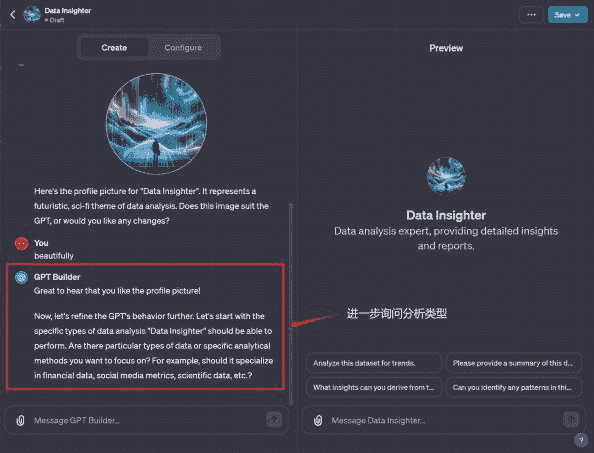 Data Insighter
Draft
Save
Create
Configure
Preview
Here's the profile picture for "Data Insighter". It represents a
futuristic, sci-fi theme of data analysis. Does this image suit the
GPT, or would you like any changes?
You
beautifully
GPT Builder
Great to hear that you like the profile picture!
Now, let's refine the GPT's behavior further. Let's start with the
specific types of data analysis "Data Insighter" should be able to
perform. Are there particular types of data or specific analytical
methods you want to focus on? For example, should it specialize
in financial data, social media metrics, scientific data, etc.?
Message GPT Builder...
Data Insighter
Data analysis expert, providing detailed insights
and reports.
进一步询问分析类型
Analyze this dataset for trends.
Please provide a summary of this d...
What insights can you derive from t...
Can you identify any patterns in thi...
Message Data Insighter...
?